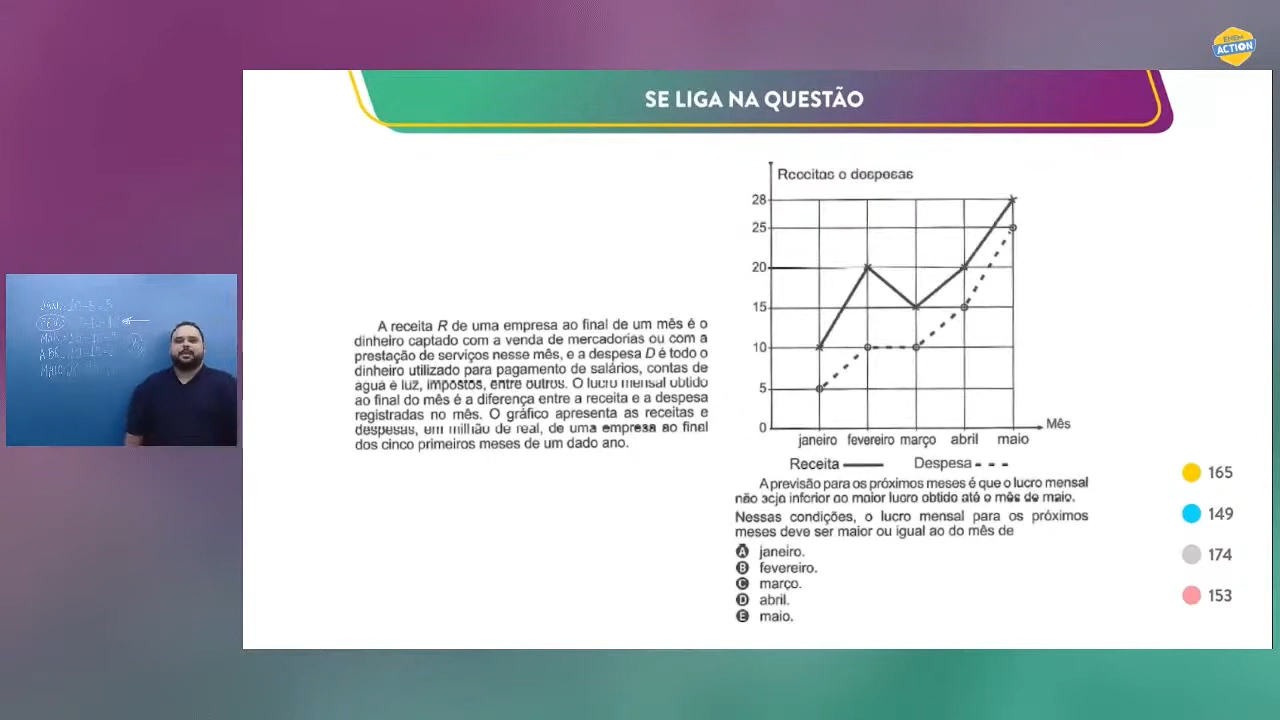 ENEM
ACTION
SE LIGA NA QUESTÃO
A receita R de uma empresa ao final de um mês é o
dinheiro captado com a venda de mercadorias ou com a
prestação de serviços nesse mês, e a despesa D é todo o
dinheiro utilizado para pagamento de salários, contas de
água e luz, impostos, entre outros. O lucro mensal obtido
ao final do mês é a diferença entre a receita e a despesa
registradas no mês. O gráfico apresenta as receitas e
despesas, em milhão de real, de uma empresa ao final
dos cinco primeiros meses de um dado ano.
Receitas e despesas
28
25
20
15
10
5
0
Mês
janeiro fevereiro março abril maio
Receita Despesa
A previsão para os próximos meses é que o lucro mensal
não seja inferior ao maior lucro obtido até o mês de maio.
Nessas condições, o lucro mensal para os próximos
meses deve ser maior ou igual ao do mês de
A janeiro.
B fevereiro.
C março.
D abril.
E maio.
165
149
174
153